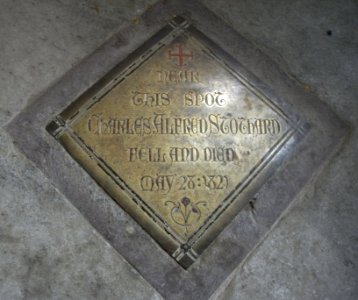 NEAR
THIS SPOT
CHARLES ALFRED STOTHARD
FELL AND DIED
MAY 28: 1821